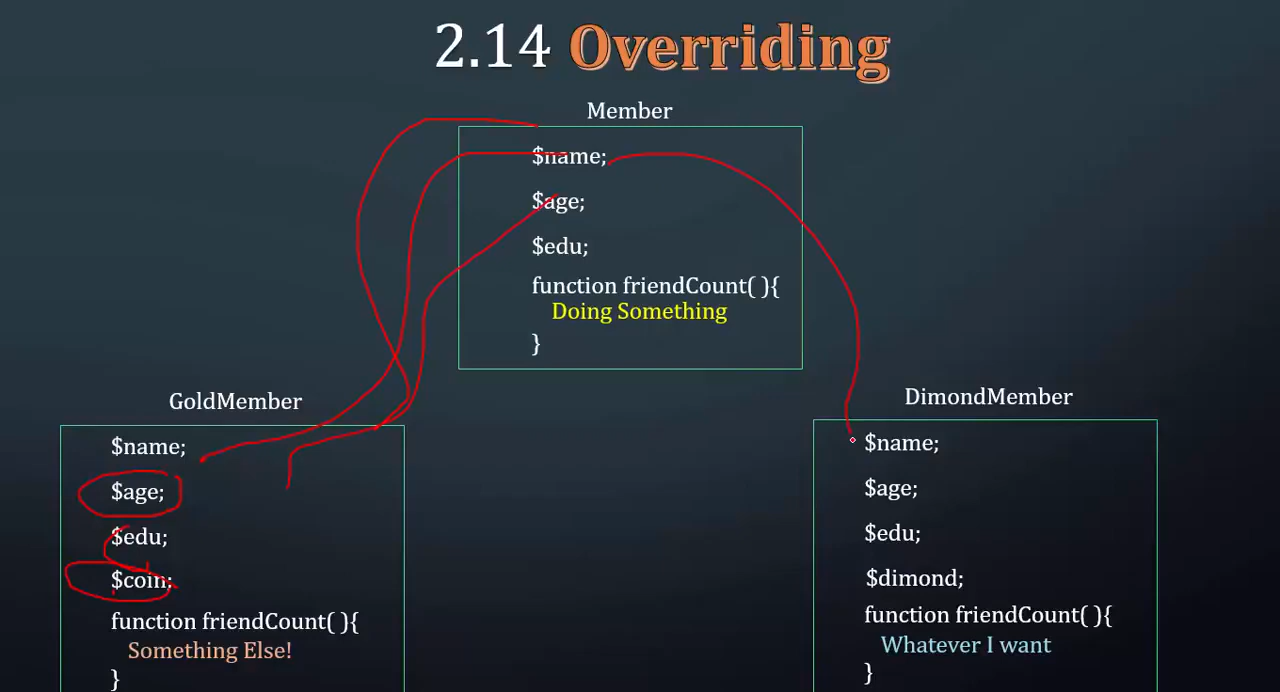 2.14 Overriding
Member
$name;
$age;
$edu;
function friendCount( ){
Doing Something
}
GoldMember
$name;
$age;
$edu;
$coin;
function friendCount( ){
Something Else!
}
DimondMember
$name;
$age;
$edu;
$dimond;
function friendCount( ){
Whatever I want
}